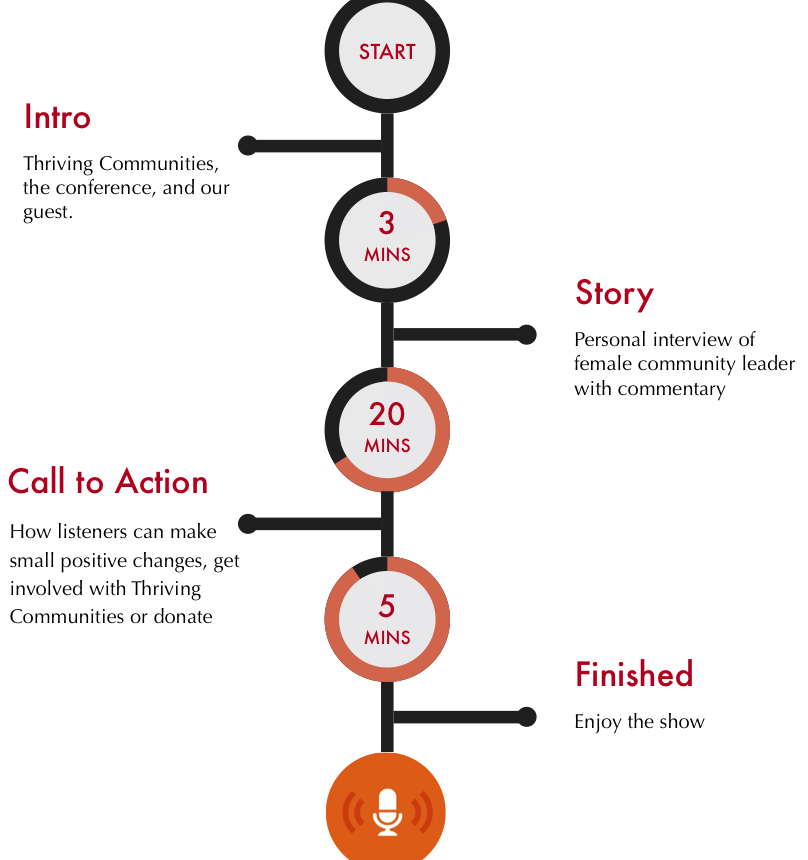 START
Intro
Thriving Communities,
the conference, and our
guest.
3
MINS
Story
Personal interview of
female community leader
with commentary
20
MINS
Call to Action
How listeners can make
small positive changes, get
involved with Thriving
Communities or donate
5
MINS
Finished
Enjoy the show